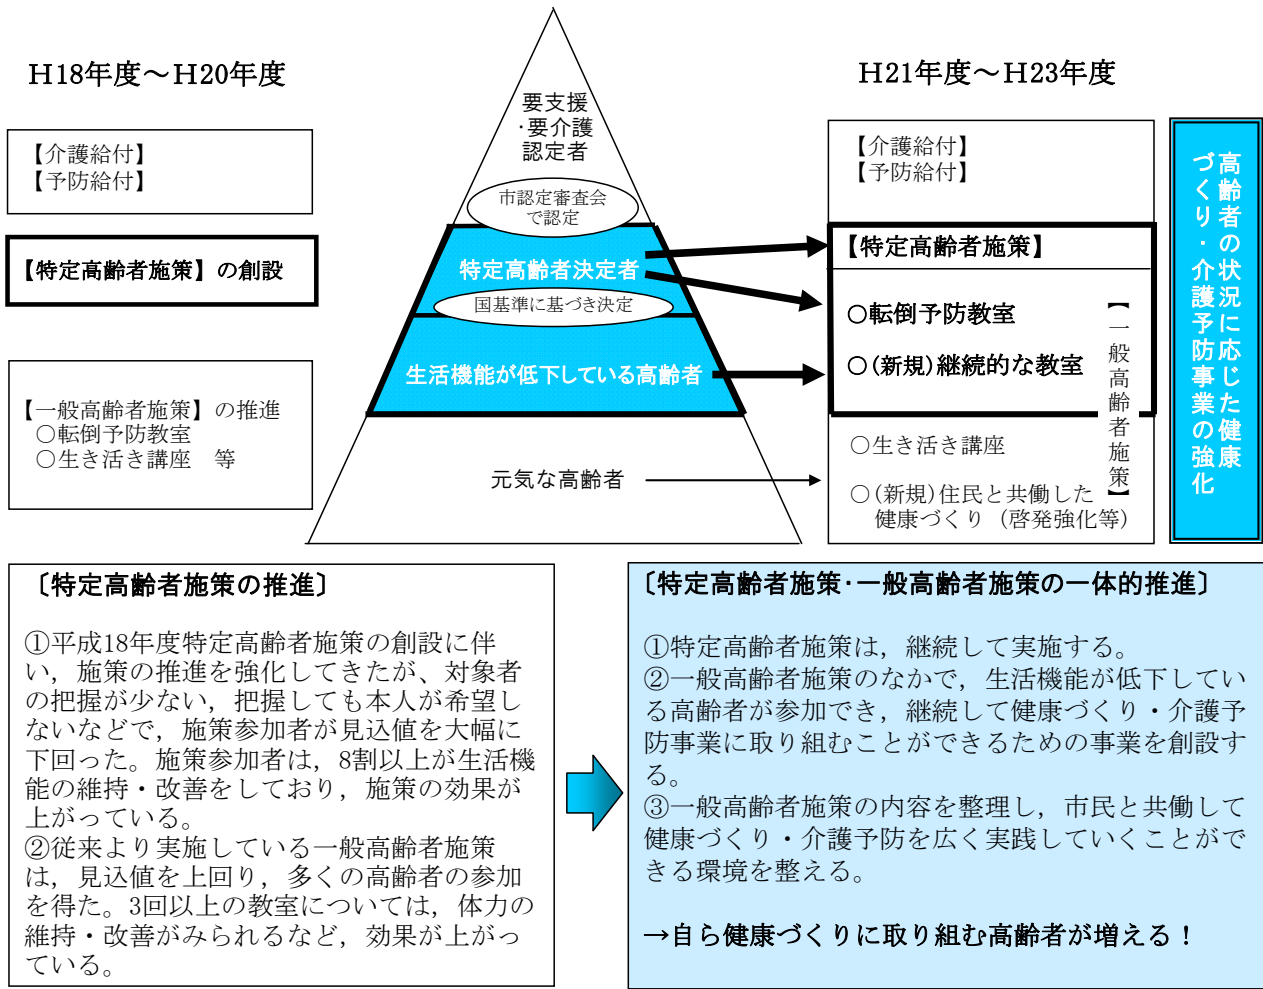 H18年度～H20年度
【介護給付】
【予防給付】
【特定高齢者施策】の創設
【一般高齢者施策】の推進
○転倒予防教室
○生き活き講座　等
要支援
・要介護
認定者
市認定審査会
で認定
特定高齢者決定者
国基準に基づき決定
生活機能が低下している高齢者
元気な高齢者
H21年度～H23年度
【介護給付】
【予防給付】
【特定高齢者施策】
○転倒予防教室
○(新規)継続的な教室
【一般高齢者施策】
○生き活き講座
○(新規)住民と共働した
健康づくり（啓発強化等）
高齢者の状況に応じた健康
づくり・介護予防事業の強化
〔特定高齢者施策の推進〕
①平成18年度特定高齢者施策の創設に伴
い，施策の推進を強化してきたが、対象者
の把握が少ない，把握しても本人が希望し
ないなどで，施策参加者が見込値を大幅に
下回った。施策参加者は，8割以上が生活機
能の維持・改善をしており，施策の効果が
上がっている。
②従来より実施している一般高齢者施策
は，見込値を上回り，多くの高齢者の参加
を得た。3回以上の教室については，体力の
維持・改善がみられるなど，効果が上がっ
ている。
〔特定高齢者施策・一般高齢者施策の一体的推進〕
①特定高齢者施策は，継続して実施する。
②一般高齢者施策のなかで，生活機能が低下してい
る高齢者が参加でき，継続して健康づくり・介護予
防事業に取り組むことができるための事業を創設す
る。
③一般高齢者施策の内容を整理し，市民と共働して
健康づくり・介護予防を広く実践していくことがで
きる環境を整える。
→自ら健康づくりに取り組む高齢者が増える！